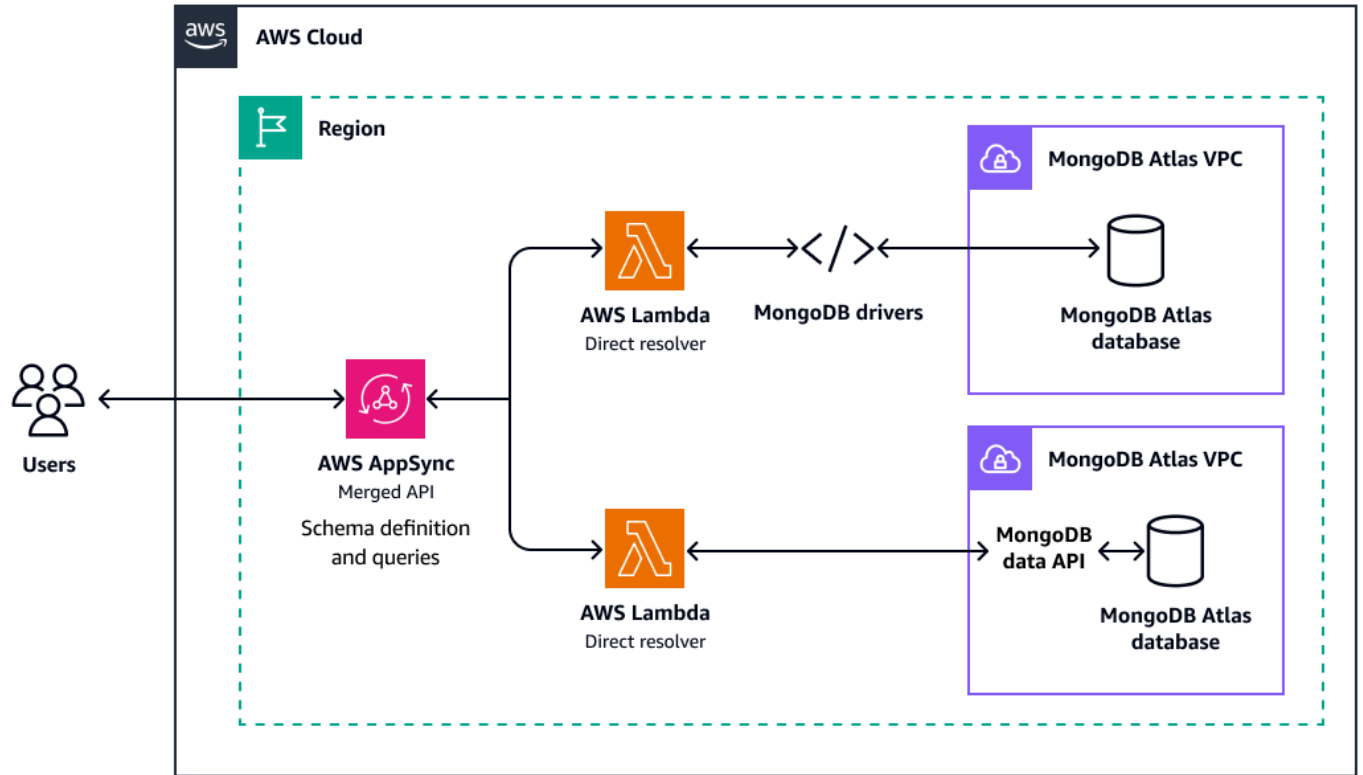 aws
AWS Cloud
Region
MongoDB Atlas VPC
AWS Lambda
Direct resolver
</>
MongoDB drivers
MongoDB Atlas
database
Users
AWS AppSync
Merged API
Schema definition
and queries
AWS Lambda
Direct resolver
MongoDB Atlas VPC
MongoDB
data API
MongoDB Atlas
database